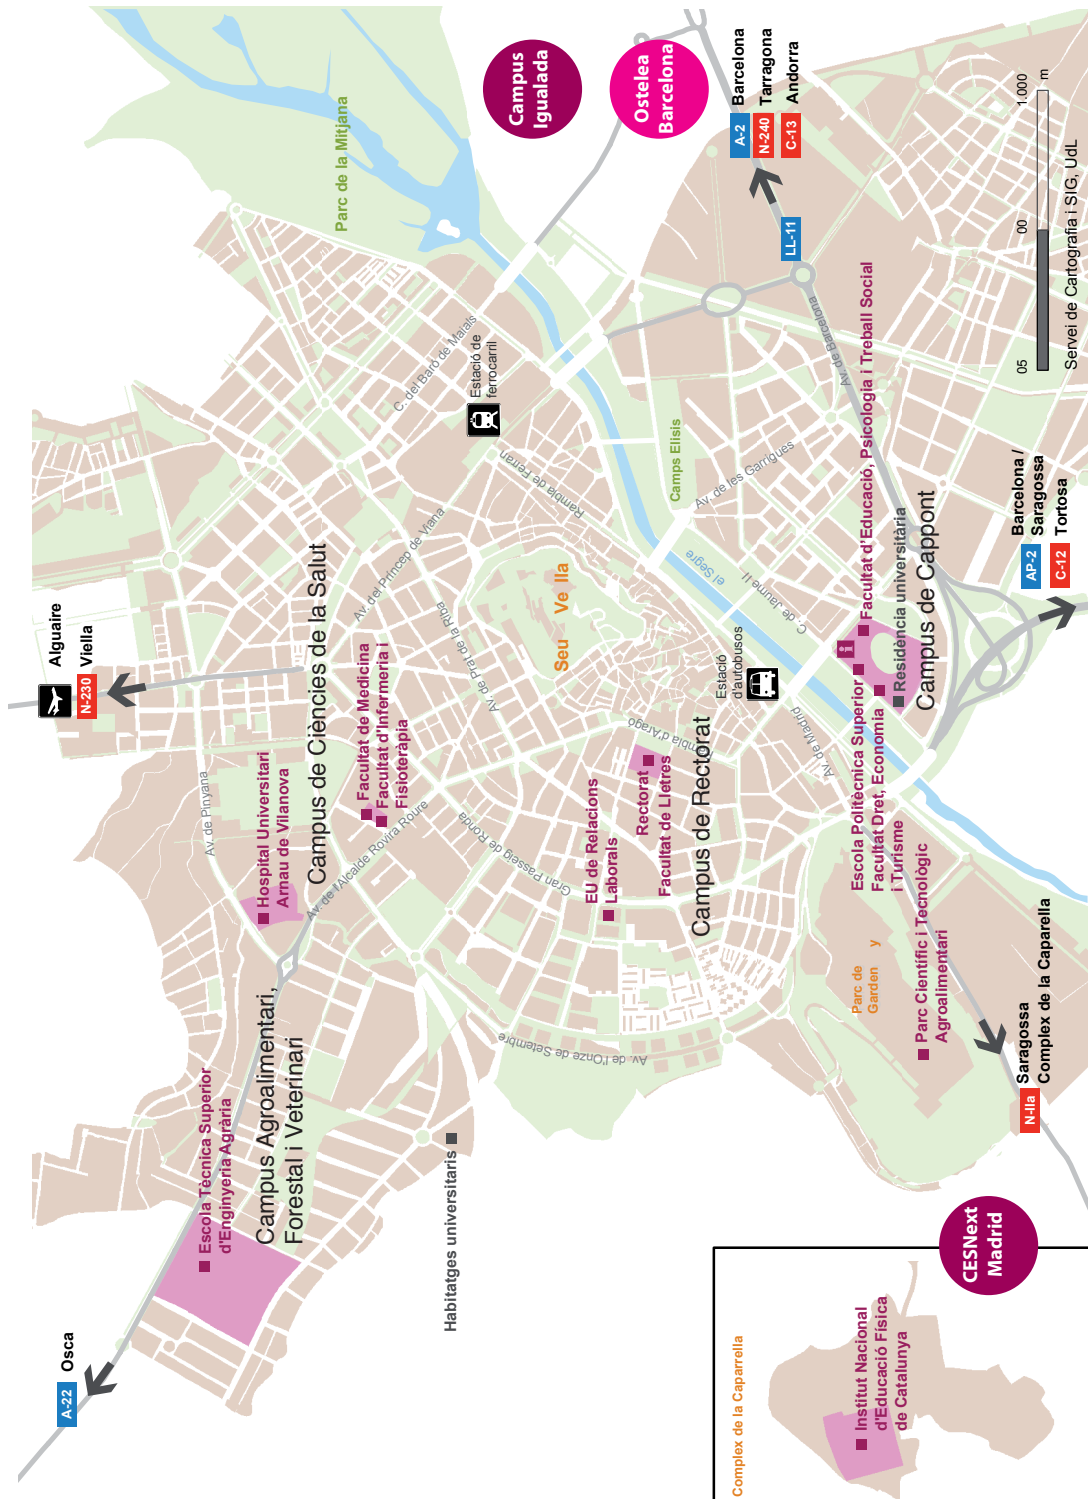 A-22
Osca
Escola Tècnica Superior
d'Enginyeria Agrària
Campus Agroalimentari,
Forestal i Veterinari
Habitatges universitaris
Alguaire
N-230
Viella
Av. de Pinyana
Hospital Universitari
Arnau de Vilanova
Campus de Ciències de la Salut
Facultat de Medicina
Facultat d'Infermeria i
Fisioteràpia
Av. de l'Alcalde Rovira Roure
Gran Passeig de Ronda
Av. de l'Onze de Setembre
Av. del Príncep de Viana
Av. de Prat de la Riba
C. del Baró de Maials
Parc de la Mitjana
Estació de
ferrocarril
Rambla de Ferran
Seu Ve lla
EU de Relacions
Laborals
Rectorat
Facultat de Lletres
Campus de Rectorat
Rambla d'Aragó
Estació
d'autobusos
Av. de Madrid
el Segre
Camps Elisis
Av. de les Garrigues
C. de Jaume II
Av. de Barcelona
Campus
Igualada
Ostelea
Barcelona
A-2
Barcelona
N-240
Tarragona
C-13
Andorra
LL-11
Facultat d'Educació, Psicologia i Treball Social
Escola Politècnica Superior
Facultat Dret, Economia
i Turisme
Residència universitària
Campus de Cappont
AP-2
Barcelona /
Saragossa
C-12
Tortosa
Parc de
Garden y
Parc Científic i Tecnològic
Agroalimentari
N-IIa
Saragossa
Complex de la Caparella
05 00 1.000
m
Servei de Cartografia i SIG, UdL
Complex de la Caparrella
Institut Nacional
d'Educació Física
de Catalunya
CESNext
Madrid